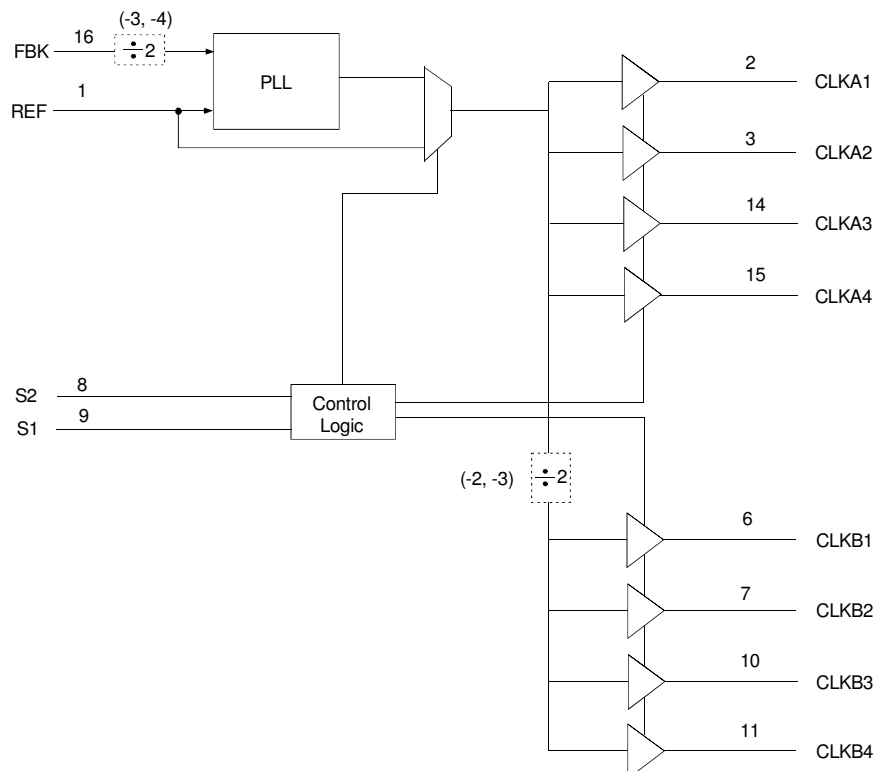 (-3, -4)
FBK 16 ÷2
PLL
REF 1
2 CLKA1
3 CLKA2
14 CLKA3
15 CLKA4
S2 8
S1 9
Control
Logic
(-2, -3) ÷2
6 CLKB1
7 CLKB2
10 CLKB3
11 CLKB4